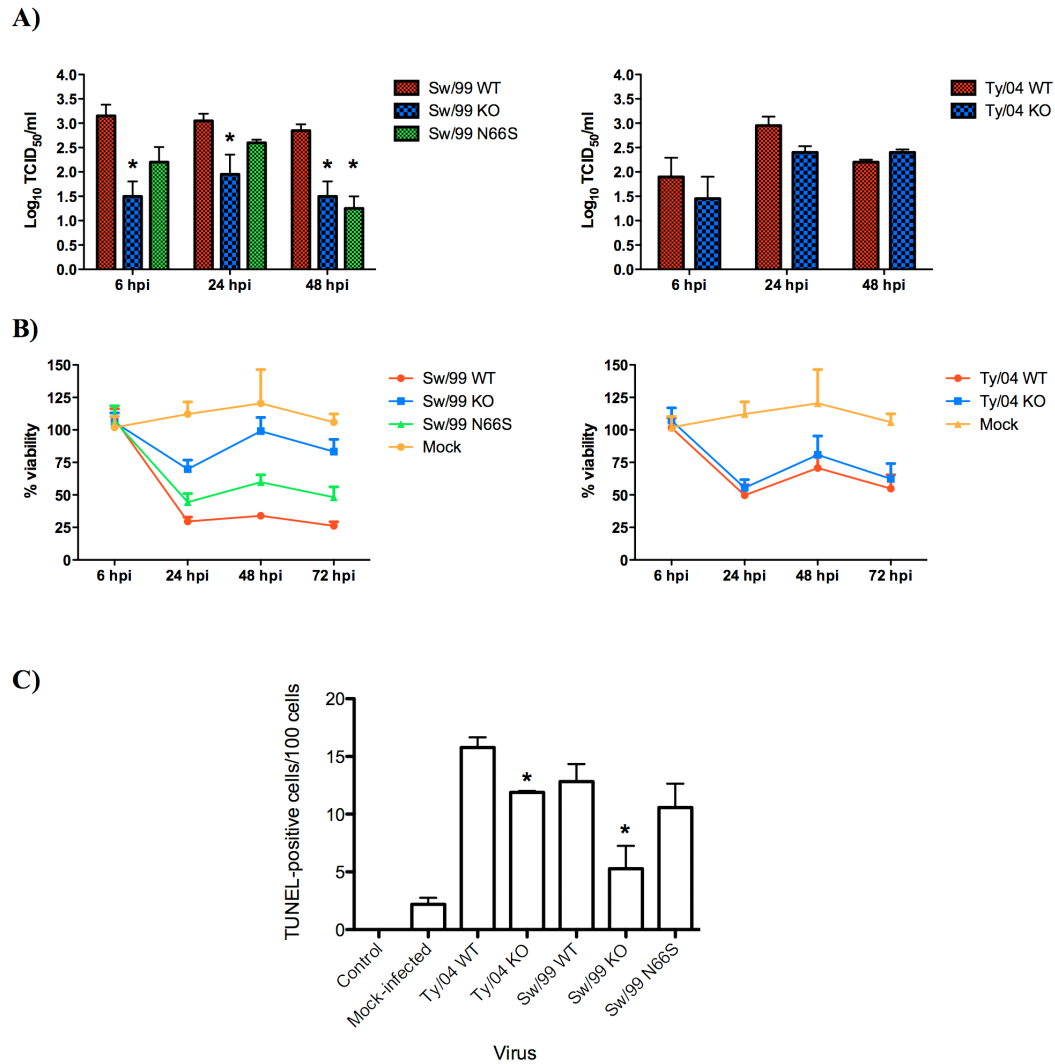 A)
Log10 TCID50/ml
4.0
3.5
3.0
2.5
2.0
1.5
1.0
0.5
0.0
* * * *
6 hpi 24 hpi 48 hpi
Sw/99 WT
Sw/99 KO
Sw/99 N66S
Log10 TCID50/ml
4.0
3.5
3.0
2.5
2.0
1.5
1.0
0.5
0.0
6 hpi 24 hpi 48 hpi
Ty/04 WT
Ty/04 KO
B)
% viability
150
125
100
75
50
25
0
6 hpi 24 hpi 48 hpi 72 hpi
Sw/99 WT
Sw/99 KO
Sw/99 N66S
Mock
% viability
150
125
100
75
50
25
0
6 hpi 24 hpi 48 hpi 72 hpi
Ty/04 WT
Ty/04 KO
Mock
C)
TUNEL-positive cells/100 cells
20
15
10
5
0
* *
Control
Mock-infected
Ty/04 WT
Ty/04 KO
Sw/99 WT
Sw/99 KO
Sw/99 N66S
Virus